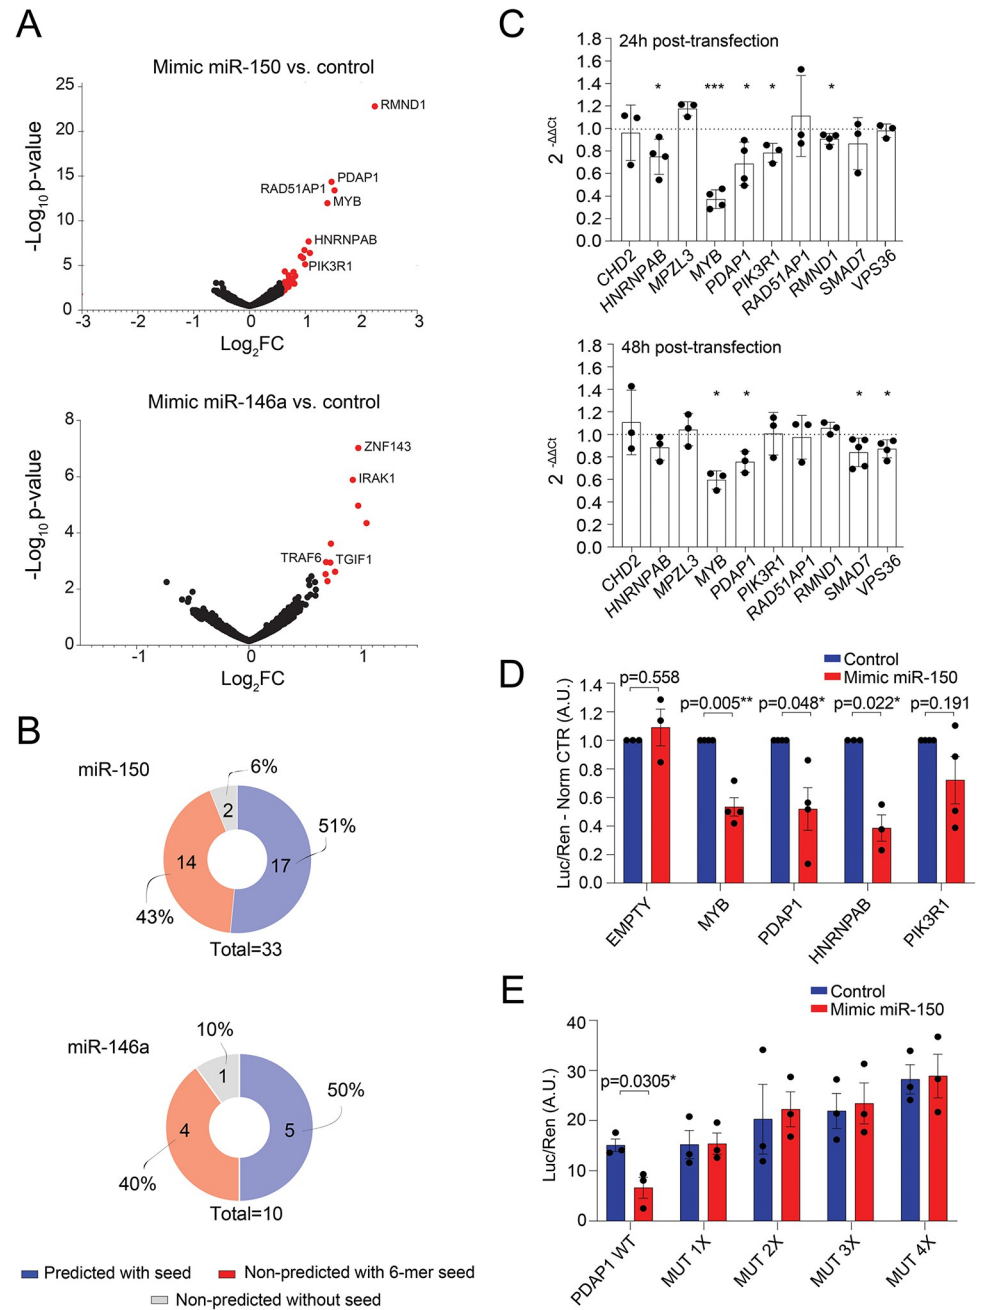 A
Mimic miR-150 vs. control
25
20
15
10
5
0
-Log10 p-value
RMND1
PDAP1
RAD51AP1
MYB
HNRNPAB
PIK3R1
-3 -2 -1 0 1 2 3
Log2FC
Mimic miR-146a vs. control
8
6
4
2
0
-Log10 p-value
ZNF143
IRAK1
TRAF6
TGIF1
-1 0 1
Log2FC
B
miR-150
6%
2
51%
14
17
43%
Total=33
miR-146a
10%
1
50%
4
5
40%
Total=10
Predicted with seed
Non-predicted with 6-mer seed
Non-predicted without seed
C
24h post-transfection
1.8
1.6
1.4
1.2
1.0
0.8
0.6
0.4
0.2
0.0
2 -ΔΔCt
* *** * * *
CHD2 HNRNPAB MPZL3 MYB PDAP1 PIK3R1 RAD51AP1 RMND1 SMAD7 VPS36
48h post-transfection
1.8
1.6
1.4
1.2
1.0
0.8
0.6
0.4
0.2
0.0
2 -ΔΔCt
* * * *
CHD2 HNRNPAB MPZL3 MYB PDAP1 PIK3R1 RAD51AP1 RMND1 SMAD7 VPS36
D
Control
Mimic miR-150
p=0.558
p=0.005** p=0.048* p=0.022* p=0.191
1.4
1.2
1.0
0.8
0.6
0.4
0.2
0.0
Luc/Ren - Norm CTR (A.U.)
EMPTY MYB PDAP1 HNRNPAB PIK3R1
E
Control
Mimic miR-150
40
30
20
10
0
Luc/Ren (A.U.)
p=0.0305*
PDAP1 WT MUT 1X MUT 2X MUT 3X MUT 4X